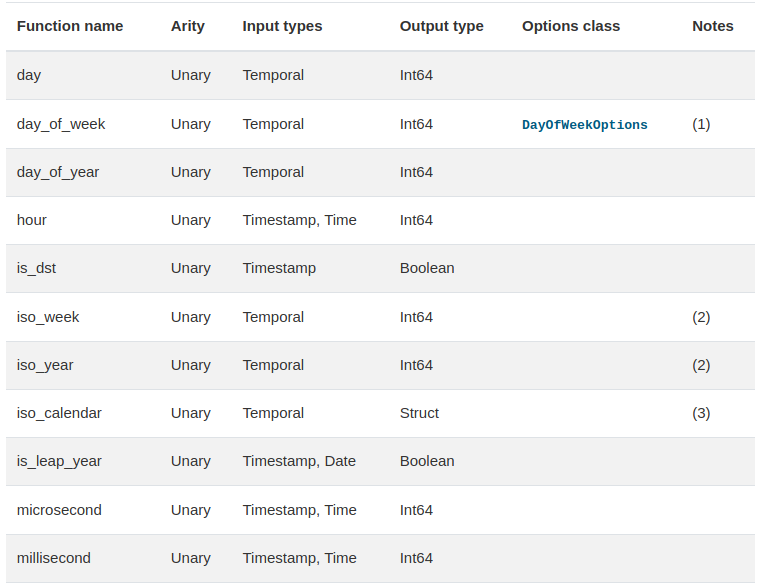 Function name Arity Input types Output type Options class Notes
day Unary Temporal Int64
day_of_week Unary Temporal Int64 DayOfWeekOptions (1)
day_of_year Unary Temporal Int64
hour Unary Timestamp, Time Int64
is_dst Unary Timestamp Boolean
iso_week Unary Temporal Int64 (2)
iso_year Unary Temporal Int64 (2)
iso_calendar Unary Temporal Struct (3)
is_leap_year Unary Timestamp, Date Boolean
microsecond Unary Timestamp, Time Int64
millisecond Unary Timestamp, Time Int64